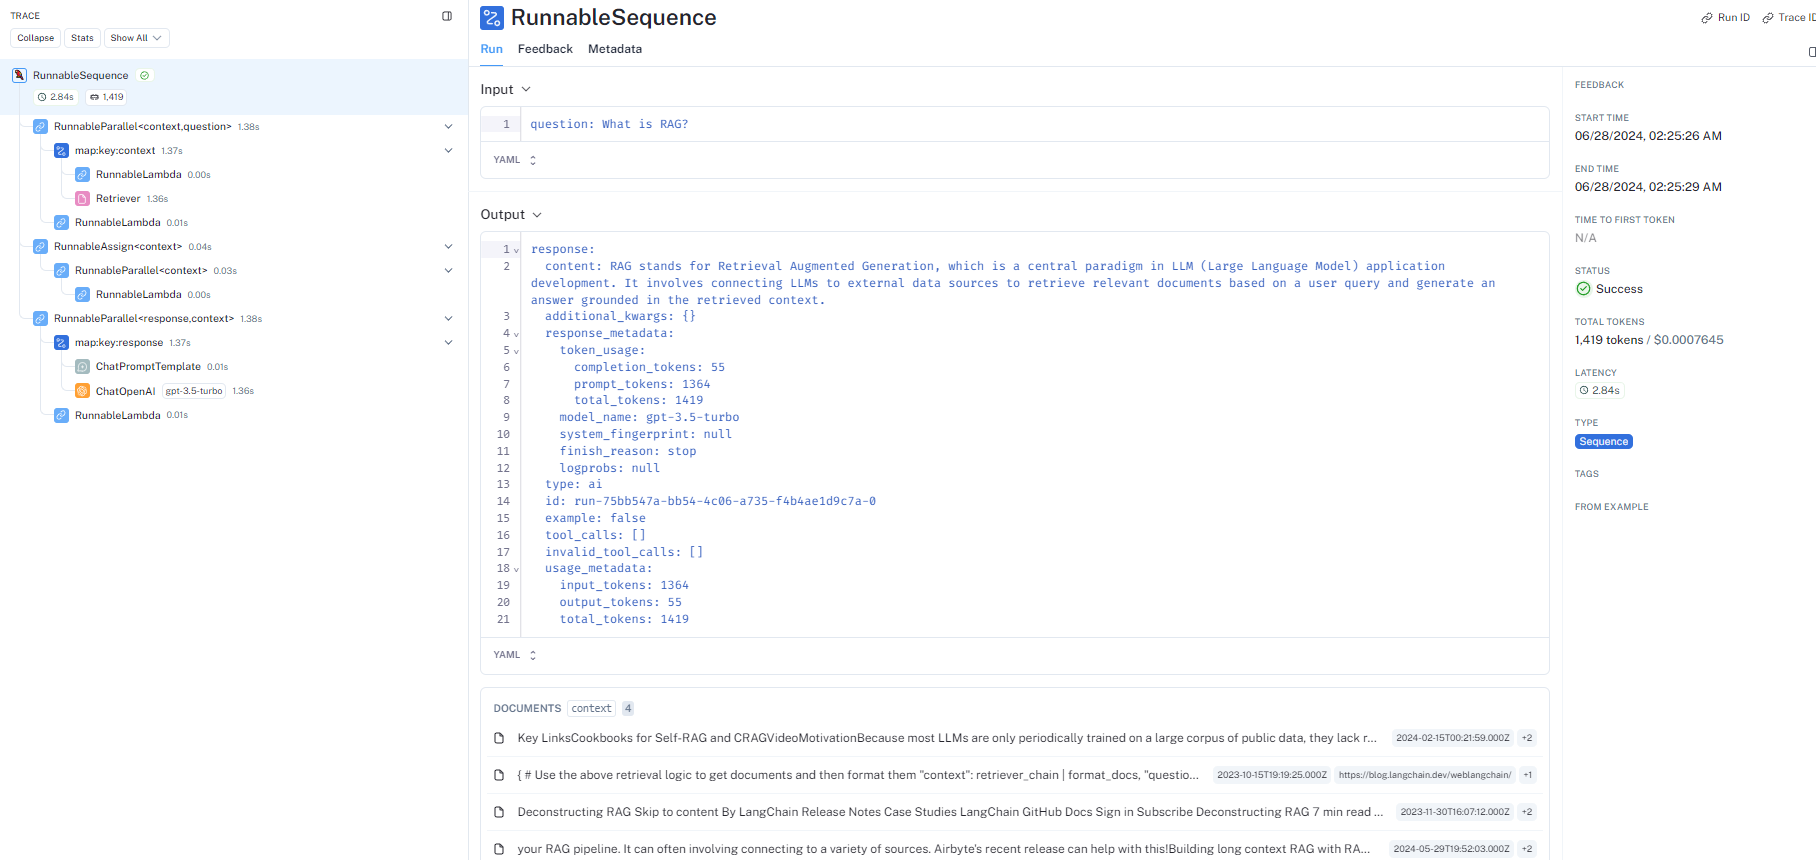 TRACE
Collapse Stats Show All
RunnableSequence
2.84s 1,419
RunnableParallel<context,question> 1.38s
map:key:context 1.37s
RunnableLambda 0.00s
Retriever 1.36s
RunnableLambda 0.01s
RunnableAssign<context> 0.04s
RunnableParallel<context> 0.03s
RunnableLambda 0.00s
RunnableParallel<response,context> 1.38s
map:key:response 1.37s
ChatPromptTemplate 0.01s
ChatOpenAI gpt-3.5-turbo 1.36s
RunnableLambda 0.01s
RunnableSequence
Run ID Trace ID
Run Feedback Metadata
Input
1 question: What is RAG?
YAML
Output
1 response:
2 content: RAG stands for Retrieval Augmented Generation, which is a central paradigm in LLM (Large Language Model) application
development. It involves connecting LLMs to external data sources to retrieve relevant documents based on a user query and generate an
answer grounded in the retrieved context.
3 additional_kwargs: {}
4 response_metadata:
5 token_usage:
6 completion_tokens: 55
7 prompt_tokens: 1364
8 total_tokens: 1419
9 model_name: gpt-3.5-turbo
10 system_fingerprint: null
11 finish_reason: stop
12 logprobs: null
13 type: ai
14 id: run-75bb547a-bb54-4c06-a735-f4b4ae1d9c7a-0
15 example: false
16 tool_calls: []
17 invalid_tool_calls: []
18 usage_metadata:
19 input_tokens: 1364
20 output_tokens: 55
21 total_tokens: 1419
YAML
DOCUMENTS context 4
Key LinksCookbooks for Self-RAG and CRAGVideoMotivationBecause most LLMs are only periodically trained on a large corpus of public data, they lack r... 2024-02-15T00:21:59.000Z +2
{ # Use the above retrieval logic to get documents and then format them "context": retriever_chain | format_docs, "questio... 2023-10-15T19:19:25.000Z https://blog.langchain.dev/weblangchain/ +1
Deconstructing RAG Skip to content By LangChain Release Notes Case Studies LangChain GitHub Docs Sign in Subscribe Deconstructing RAG 7 min read ... 2023-11-30T16:07:12.000Z +2
your RAG pipeline. It can often involving connecting to a variety of sources. Airbyte's recent release can help with this!Building long context RAG with RA... 2024-05-29T19:52:03.000Z +2
FEEDBACK
START TIME
06/28/2024, 02:25:26 AM
END TIME
06/28/2024, 02:25:29 AM
TIME TO FIRST TOKEN
N/A
STATUS
Success
TOTAL TOKENS
1,419 tokens / $0.0007645
LATENCY
2.84s
TYPE
Sequence
TAGS
FROM EXAMPLE